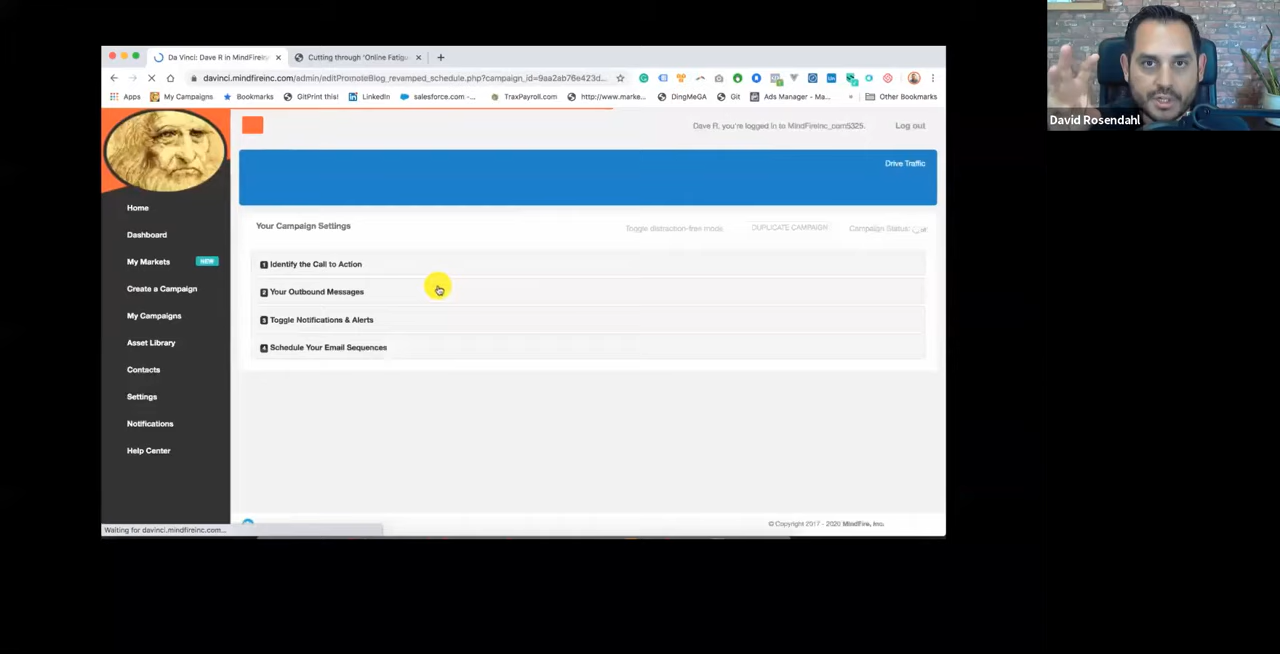 Da Vinci: Dave R in MindFire
Cutting through 'Online Fatigu
davinci.mindfireinc.com/admin/editPromoteBlog_revamped_schedule.php?campaign_id=9aa2ab76e423d...
Apps My Campaigns Bookmarks GitPrint this! LinkedIn salesforce.com -... TraxPayroll.com http://www.marke... DingMeGA Git Ads Manager - Ma... » Other Bookmarks
David Rosendahl
Dave R, you're logged in to MindFireinc_com5325. Log out
Drive Traffic
Home
Dashboard
My Markets NEW
Create a Campaign
My Campaigns
Asset Library
Contacts
Settings
Notifications
Help Center
Your Campaign Settings
Toggle distraction-free mode: DUPLICATE CAMPAIGN Campaign Status:
1 Identify the Call to Action
2 Your Outbound Messages
3 Toggle Notifications & Alerts
4 Schedule Your Email Sequences
Waiting for davinci.mindfireinc.com...
© Copyright 2017 - 2020 MindFire, Inc.